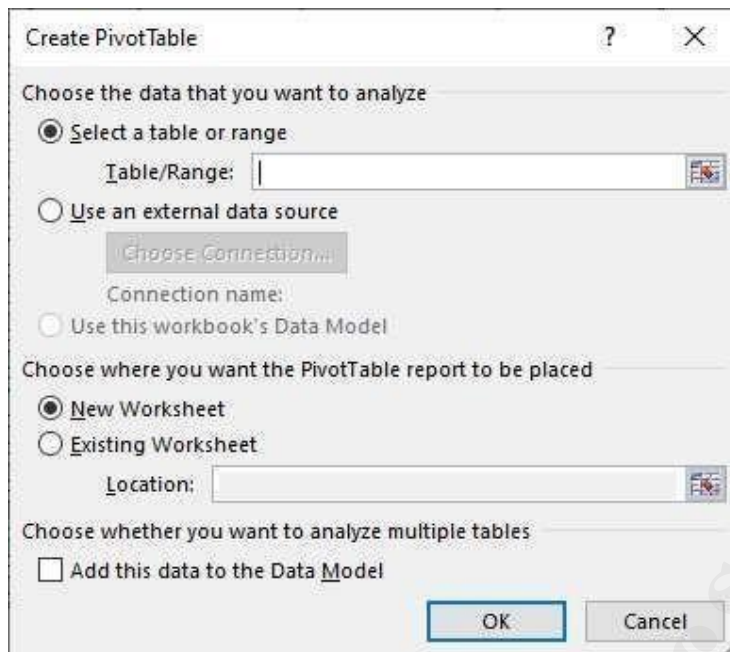 Create PivotTable ? X
Choose the data that you want to analyze
Select a table or range
Table/Range:
Use an external data source
Choose Connection...
Connection name:
Use this workbook's Data Model
Choose where you want the PivotTable report to be placed
New Worksheet
Existing Worksheet
Location:
Choose whether you want to analyze multiple tables
Add this data to the Data Model
OK Cancel